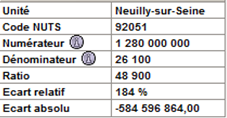 Unité Neuilly-sur-Seine
Code NUTS 92051
Numérateur 1 280 000 000
Dénominateur 26 100
Ratio 48 900
Ecart relatif 184 %
Ecart absolu -584 596 864,00